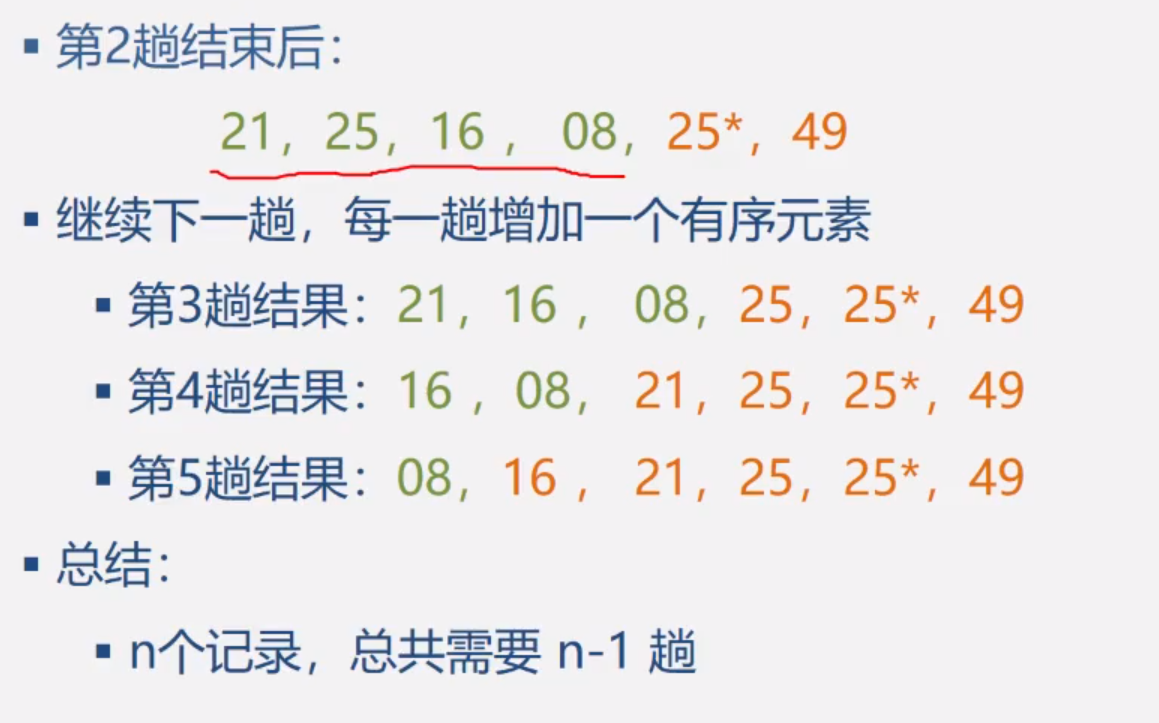 ▪ 第2趟结束后：
21，25，16 ， 08，25*，49
▪ 继续下一趟，每一趟增加一个有序元素
▪ 第3趟结果：21，16 ， 08，25，25*，49
▪ 第4趟结果：16 ，08， 21，25，25*，49
▪ 第5趟结果：08，16 ， 21，25，25*，49
▪ 总结：
▪ n个记录，总共需要 n-1 趟